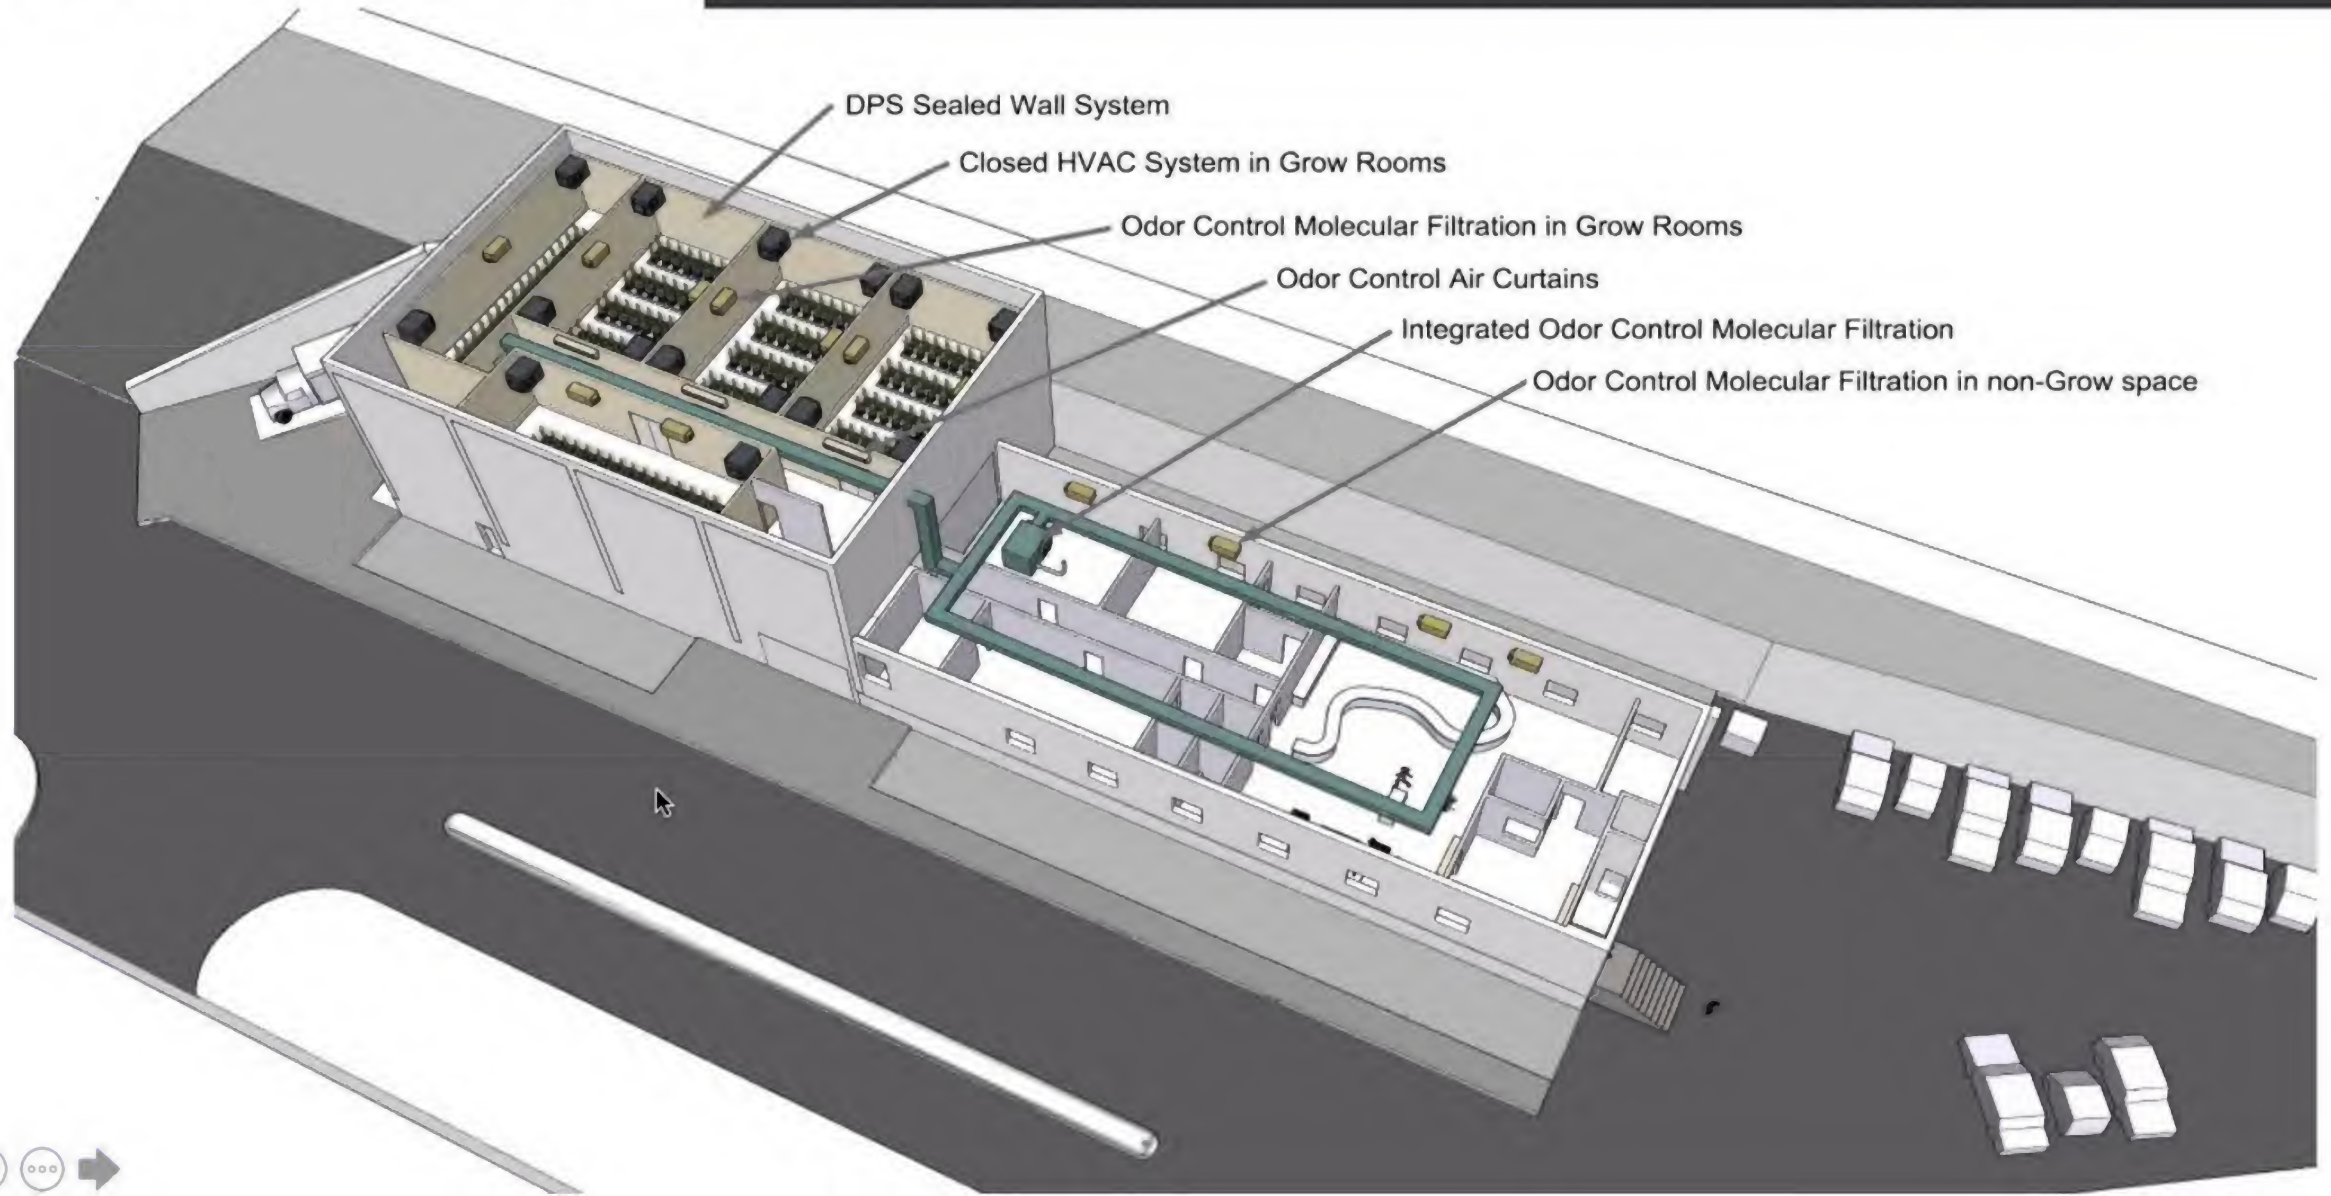 DPS Sealed Wall System
Closed HVAC System in Grow Rooms
Odor Control Molecular Filtration in Grow Rooms
Odor Control Air Curtains
Integrated Odor Control Molecular Filtration
Odor Control Molecular Filtration in non-Grow space